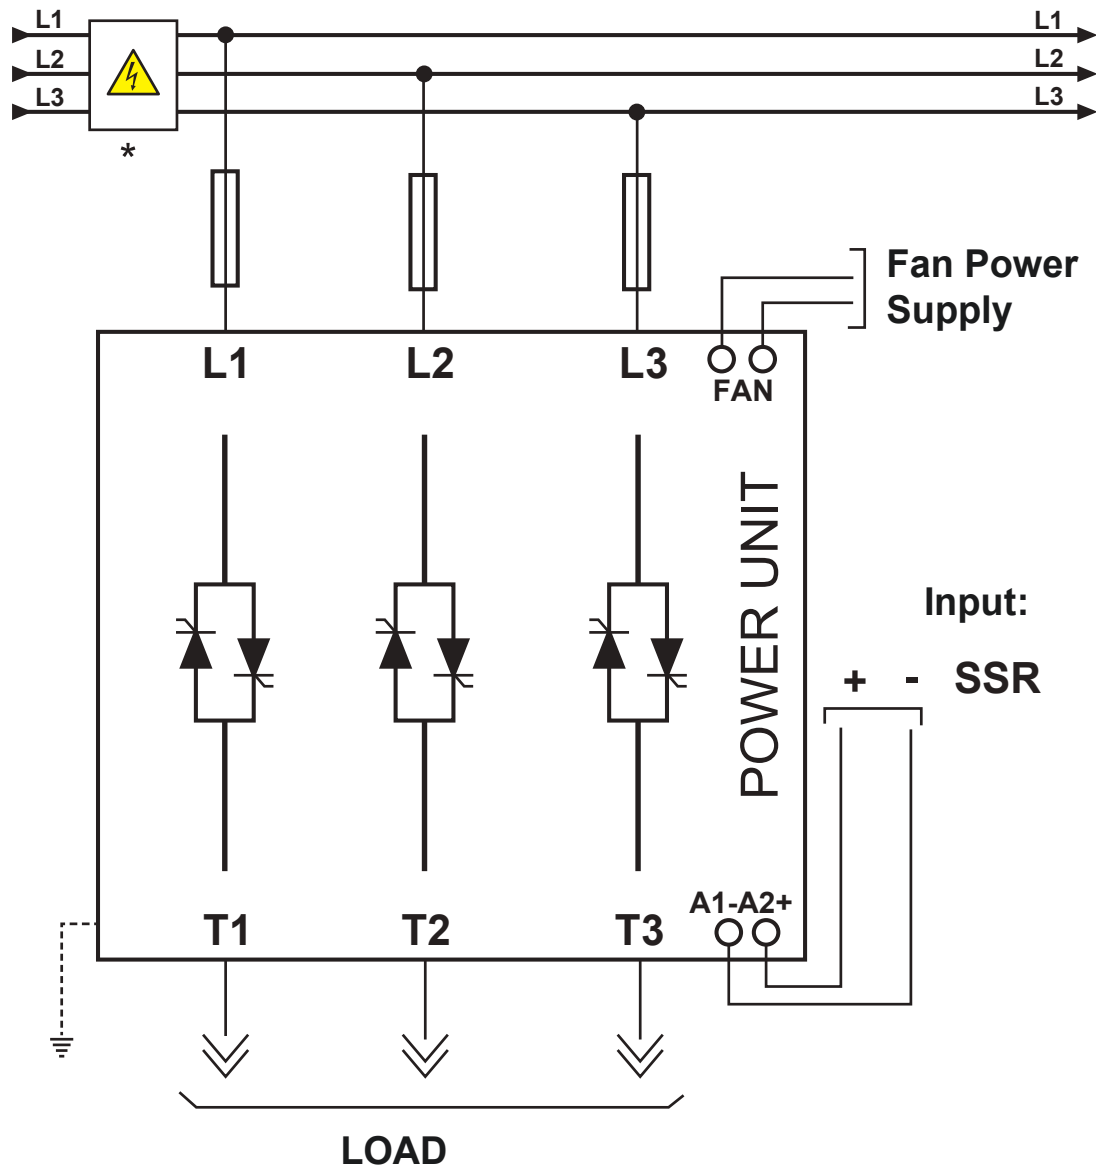 L1
L1
L2
L2
L3
L3
*
Fan Power
Supply
L1 L2 L3
FAN
POWER UNIT
Input:
+ - SSR
A1-A2+
T1 T2 T3
LOAD